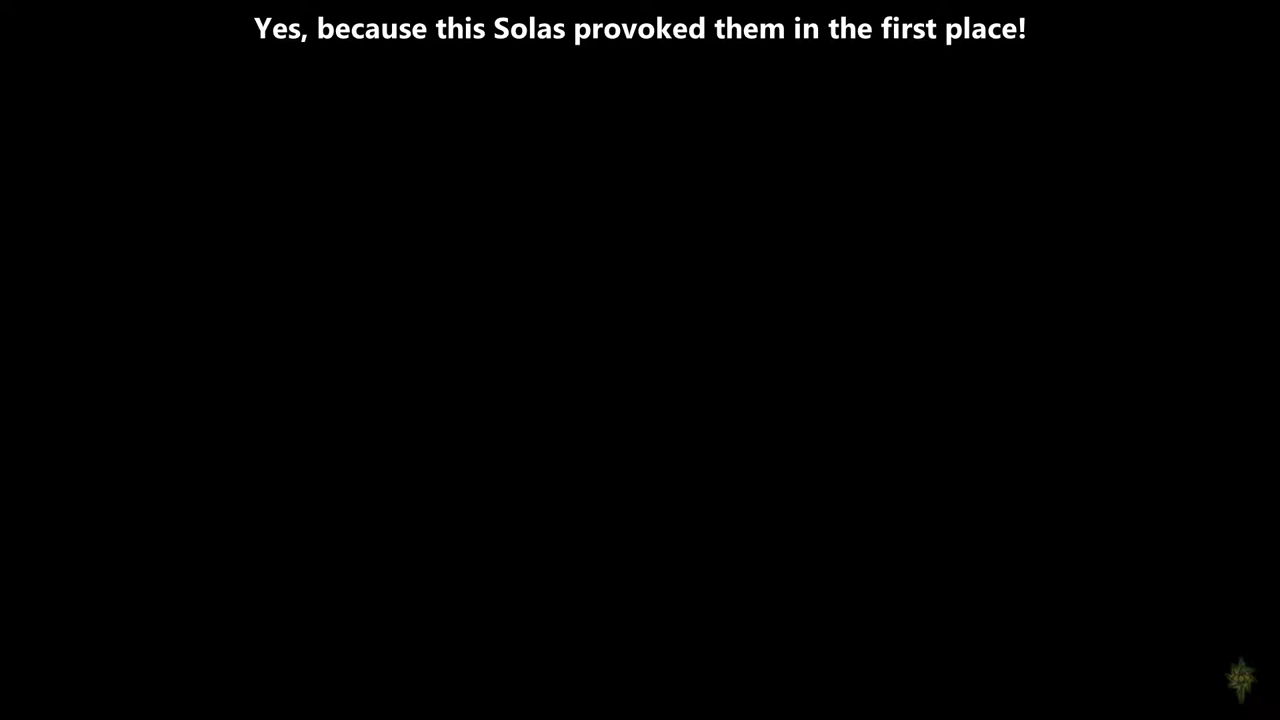 Yes, because this Solas provoked them in the first place!